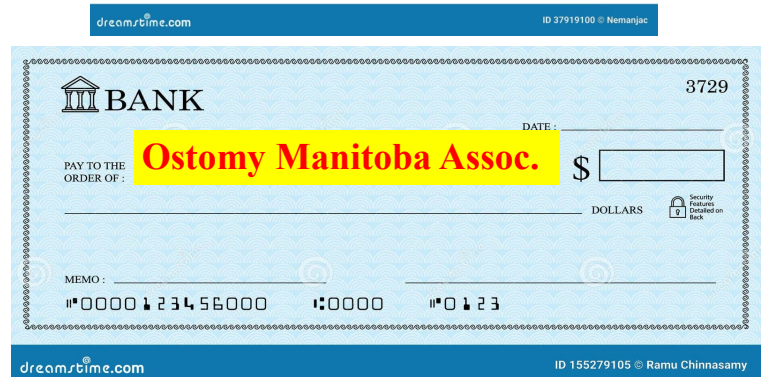 dreamstime.com ID 37919100 © Nemanjac
BANK 3729
DATE :
PAY TO THE
ORDER OF : Ostomy Manitoba Assoc. $
DOLLARS
Security
Features
Detailed on
Back
MEMO :
⑈0000123456000 ⑆0000 ⑈0123
dreamstime.com ID 155279105 © Ramu Chinnasamy